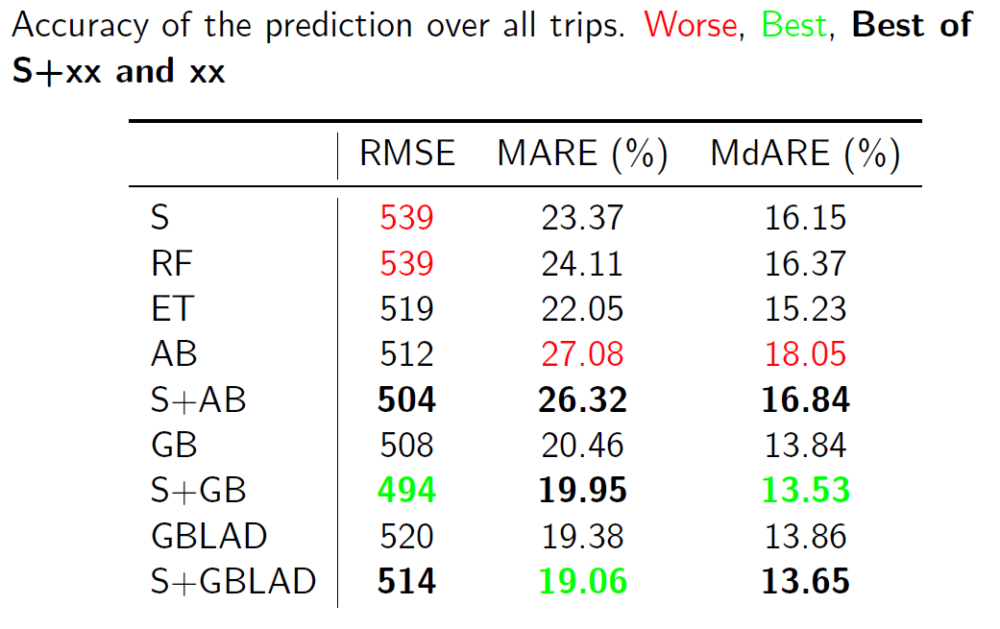 Accuracy of the prediction over all trips. Worse, Best, Best of
S+xx and xx
RMSE MARE (%) MdARE (%)
S 539 23.37 16.15
RF 539 24.11 16.37
ET 519 22.05 15.23
AB 512 27.08 18.05
S+AB 504 26.32 16.84
GB 508 20.46 13.84
S+GB 494 19.95 13.53
GBLAD 520 19.38 13.86
S+GBLAD 514 19.06 13.65